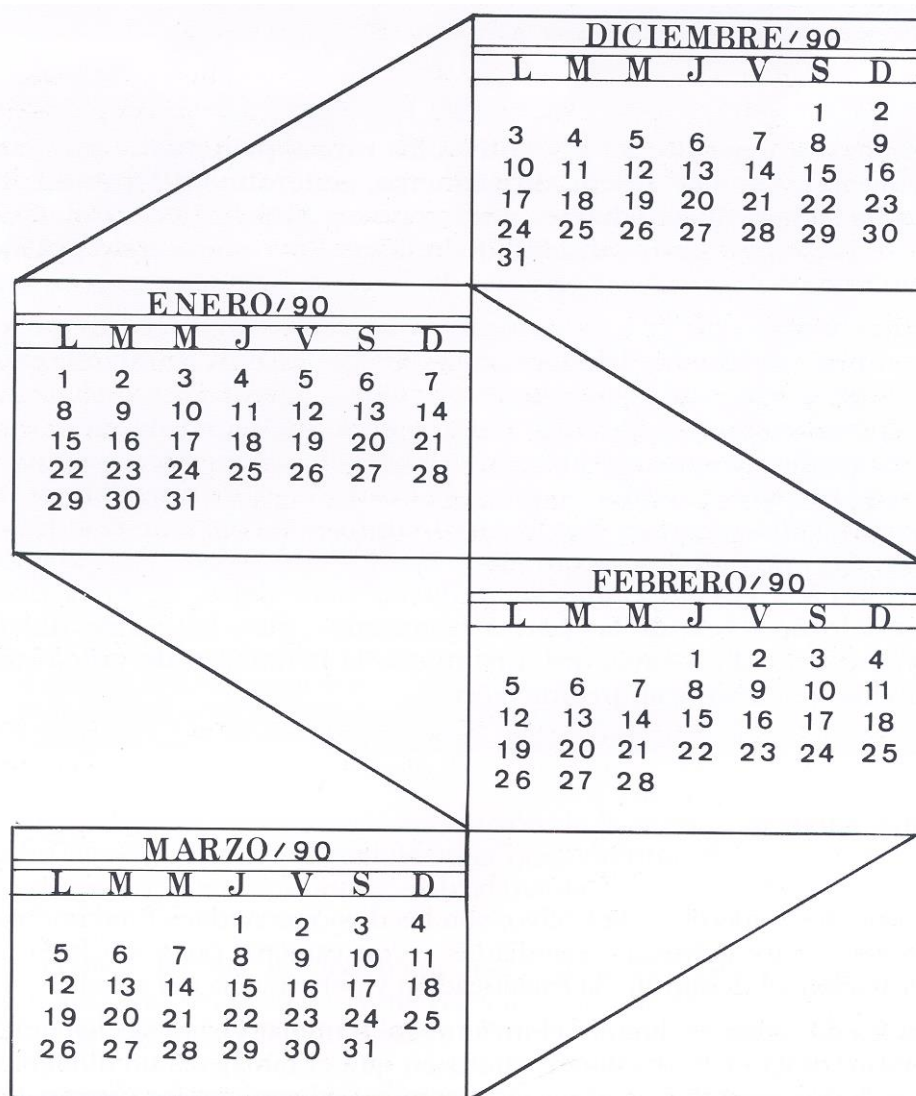 DICIEMBRE/90
L M M J V S D
1 2
3 4 5 6 7 8 9
10 11 12 13 14 15 16
17 18 19 20 21 22 23
24 25 26 27 28 29 30
31
ENERO/90
L M M J V S D
1 2 3 4 5 6 7
8 9 10 11 12 13 14
15 16 17 18 19 20 21
22 23 24 25 26 27 28
29 30 31
FEBRERO/90
L M M J V S D
1 2 3 4
5 6 7 8 9 10 11
12 13 14 15 16 17 18
19 20 21 22 23 24 25
26 27 28
MARZO/90
L M M J V S D
1 2 3 4
5 6 7 8 9 10 11
12 13 14 15 16 17 18
19 20 21 22 23 24 25
26 27 28 29 30 31